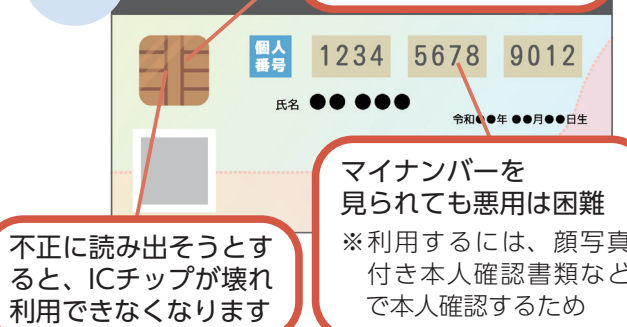 個人
番号
1234 5678 9012
氏名 ●● ●●●
令和●●年 ●●月●●日生
マイナンバーを
見られても悪用は困難
※利用するには、顔写真
付き本人確認書類など
で本人確認するため
不正に読み出そうとす
ると、ICチップが壊れ
利用できなくなります